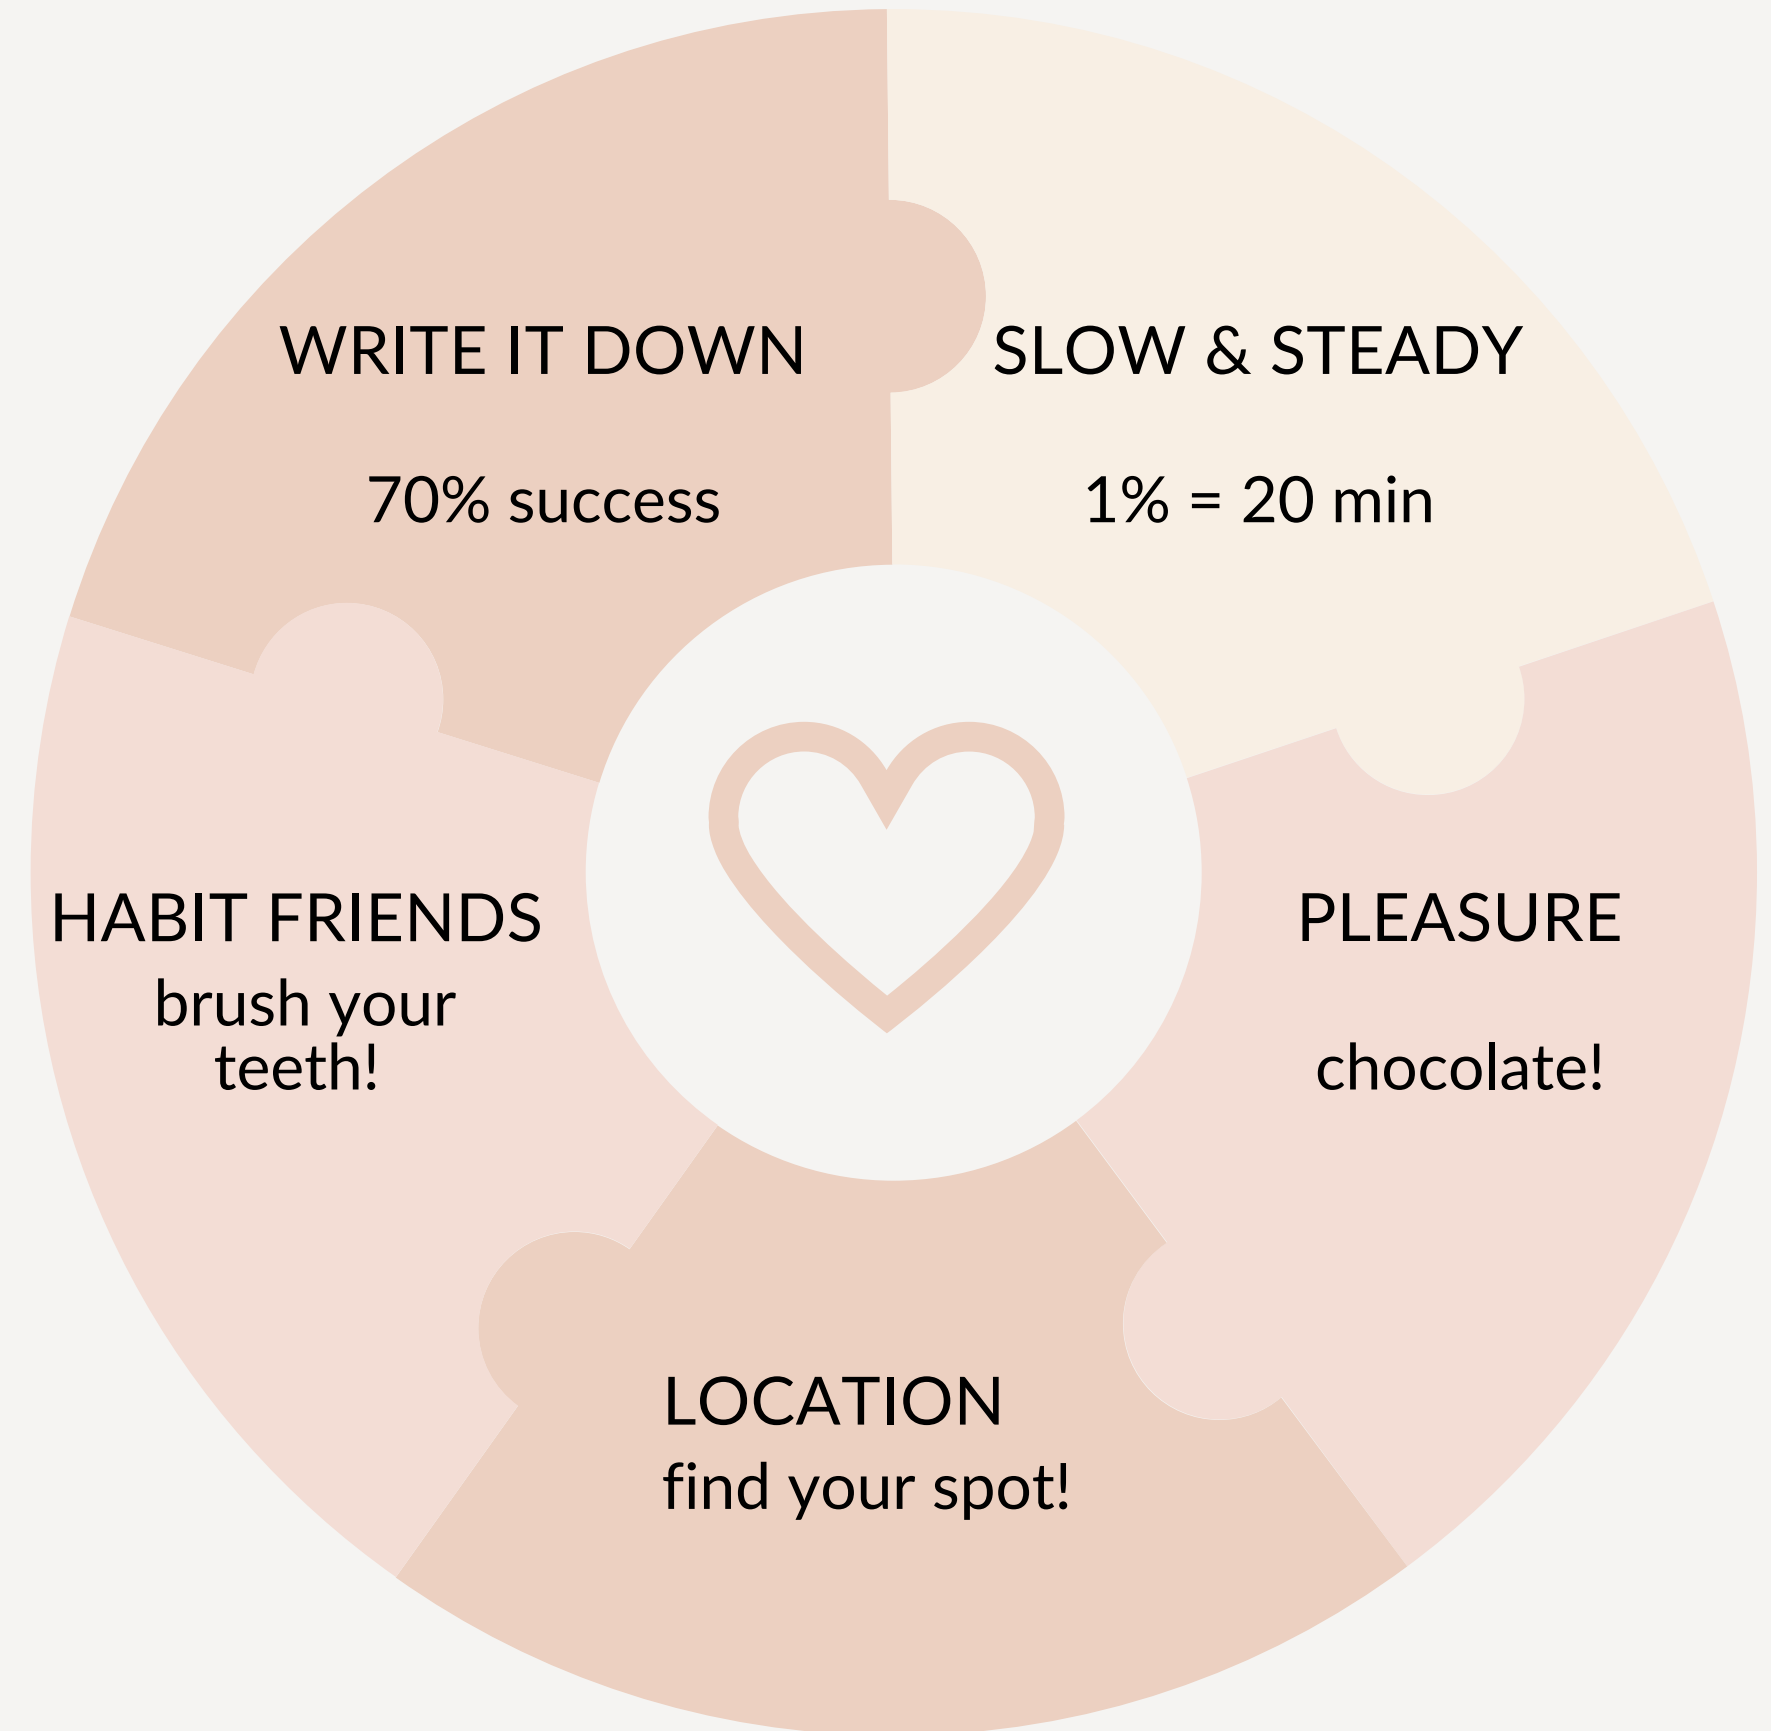 WRITE IT DOWN
70% success
SLOW & STEADY
1% = 20 min
HABIT FRIENDS
brush your
teeth!
PLEASURE
chocolate!
LOCATION
find your spot!